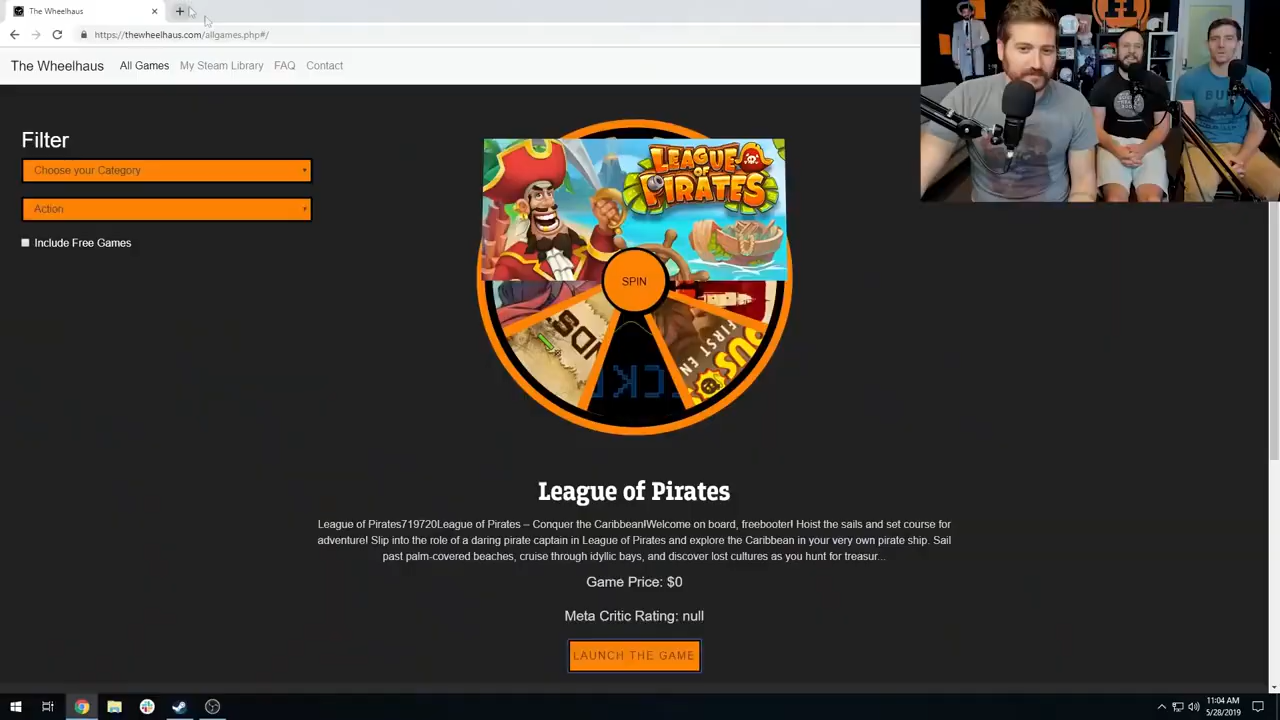 The Wheelhaus
https://thewheelhaus.com/allgames.php#/
The Wheelhaus
All Games
My Steam Library
FAQ
Contact
Filter
Choose your Category
Action
Include Free Games
LEAGUE
OF
PIRATES
SPIN
FIRST EN
League of Pirates
League of Pirates719720League of Pirates – Conquer the Caribbean!Welcome on board, freebooter! Hoist the sails and set course for
adventure! Slip into the role of a daring pirate captain in League of Pirates and explore the Caribbean in your very own pirate ship. Sail
past palm-covered beaches, cruise through idyllic bays, and discover lost cultures as you hunt for treasur...
Game Price: $0
Meta Critic Rating: null
LAUNCH THE GAME
11:04 AM
5/28/2019